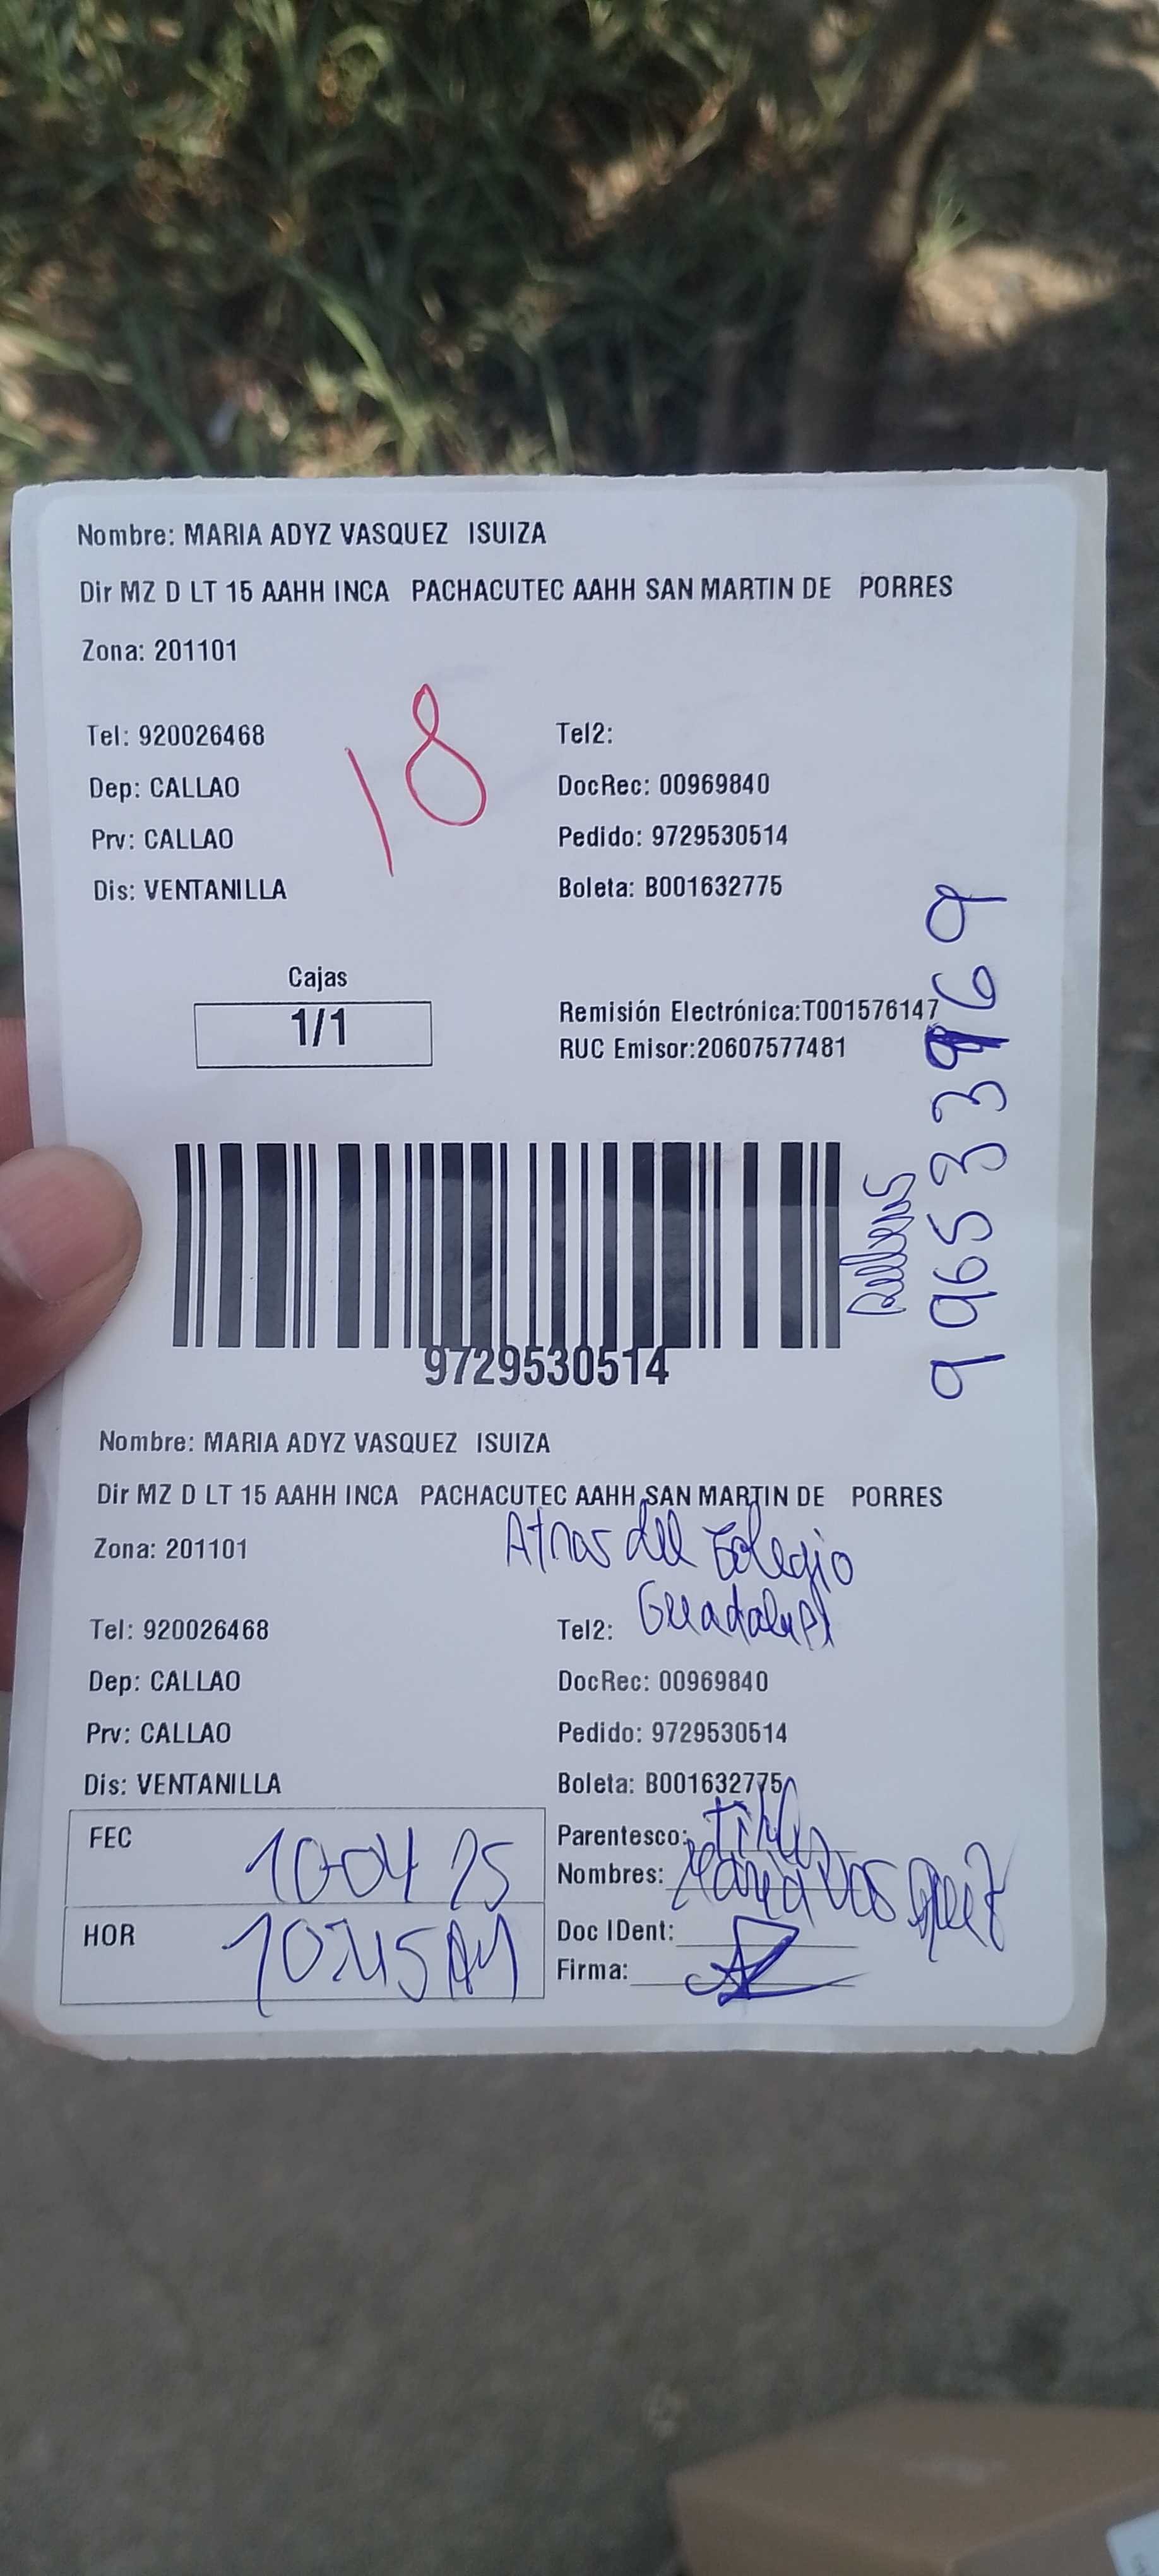 Nombre: MARIA ADYZ VASQUEZ ISUIZA
Dir MZ D LT 15 AAHH INCA PACHACUTEC AAHH SAN MARTIN DE PORRES
Zona: 201101
18
Tel: 920026468
Tel2:
Dep: CALLAO
DocRec: 00969840
Prv: CALLAO
Pedido: 9729530514
Dis: VENTANILLA
Boleta: B001632775
Cajas
1/1
Remisión Electrónica:T001576147
RUC Emisor:20607577481
9729530514
Nombre: MARIA ADYZ VASQUEZ ISUIZA
Dir MZ D LT 15 AAHH INCA PACHACUTEC AAHH SAN MARTIN DE PORRES
Zona: 201101
Atras del Colegio
Guadalupe
Tel: 920026468
Tel2:
Dep: CALLAO
DocRec: 00969840
Prv: CALLAO
Pedido: 9729530514
Dis: VENTANILLA
Boleta: B001632775
FEC 10 04 25
Parentesco:
Nombres: Maria Vasquez
HOR 10:45 AM
Doc IDent:
Firma: